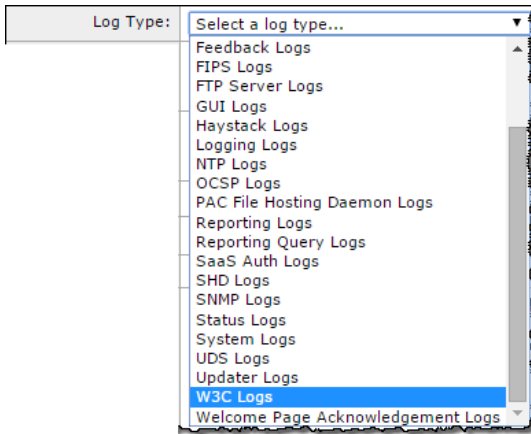 Log Type: Select a log type...
Feedback Logs
FIPS Logs
FTP Server Logs
GUI Logs
Haystack Logs
Logging Logs
NTP Logs
OCSP Logs
PAC File Hosting Daemon Logs
Reporting Logs
Reporting Query Logs
SaaS Auth Logs
SHD Logs
SNMP Logs
Status Logs
System Logs
UDS Logs
Updater Logs
W3C Logs
Welcome Page Acknowledgement Logs